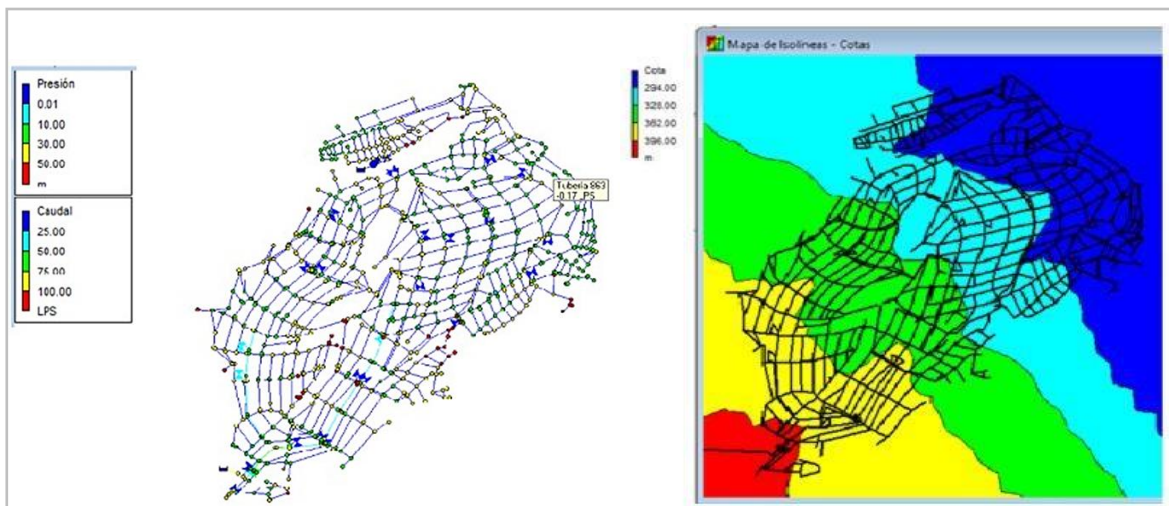 Presión
0.01
10.00
30.00
50.00
m
Caudal
25.00
50.00
75.00
100.00
LPS
Tubería 863
-0.17 LPS
Cota
294.00
328.00
362.00
396.00
m
Mapa de Isolíneas - Cotas